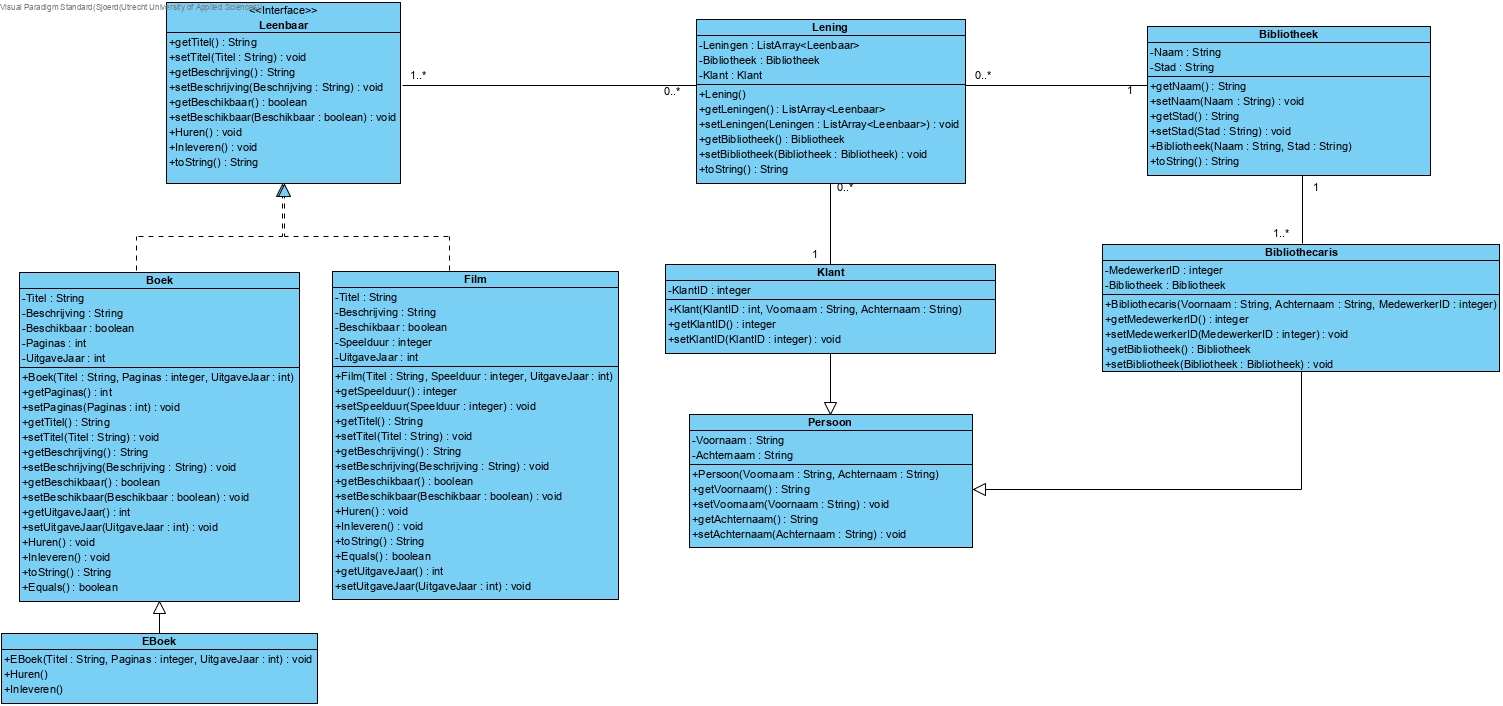 Visual Paradigm Standard(Sjoerd(Utrecht University of Applied Sciences))
<<Interface>>
Leenbaar
+getTitel() : String
+setTitel(Titel : String) : void
+getBeschrijving() : String
+setBeschrijving(Beschrijving : String) : void
+getBeschikbaar() : boolean
+setBeschikbaar(Beschikbaar : boolean) : void
+Huren() : void
+Inleveren() : void
+toString() : String
1..*
0..*
Lening
-Leningen : ListArray<Leenbaar>
-Bibliotheek : Bibliotheek
-Klant : Klant
+Lening()
+getLeningen() : ListArray<Leenbaar>
+setLeningen(Leningen : ListArray<Leenbaar>) : void
+getBibliotheek() : Bibliotheek
+setBibliotheek(Bibliotheek : Bibliotheek) : void
+toString() : String
0..*
1
Bibliotheek
-Naam : String
-Stad : String
+getNaam() : String
+setNaam(Naam : String) : void
+getStad() : String
+setStad(Stad : String) : void
+Bibliotheek(Naam : String, Stad : String)
+toString() : String
0..*
1
1
1..*
Boek
-Titel : String
-Beschrijving : String
-Beschikbaar : boolean
-Paginas : int
-UitgaveJaar : int
+Boek(Titel : String, Paginas : integer, UitgaveJaar : int)
+getPaginas() : int
+setPaginas(Paginas : int) : void
+getTitel() : String
+setTitel(Titel : String) : void
+getBeschrijving() : String
+setBeschrijving(Beschrijving : String) : void
+getBeschikbaar() : boolean
+setBeschikbaar(Beschikbaar : boolean) : void
+getUitgaveJaar() : int
+setUitgaveJaar(UitgaveJaar : int) : void
+Huren() : void
+Inleveren() : void
+toString() : String
+Equals() : boolean
Film
-Titel : String
-Beschrijving : String
-Beschikbaar : boolean
-Speelduur : integer
-UitgaveJaar : int
+Film(Titel : String, Speelduur : integer, UitgaveJaar : int)
+getSpeelduur() : integer
+setSpeelduur(Speelduur : integer) : void
+getTitel() : String
+setTitel(Titel : String) : void
+getBeschrijving() : String
+setBeschrijving(Beschrijving : String) : void
+getBeschikbaar() : boolean
+setBeschikbaar(Beschikbaar : boolean) : void
+Huren() : void
+Inleveren() : void
+toString() : String
+Equals() : boolean
+getUitgaveJaar() : int
+setUitgaveJaar(UitgaveJaar : int) : void
Klant
-KlantID : integer
+Klant(KlantID : int, Voornaam : String, Achternaam : String)
+getKlantID() : integer
+setKlantID(KlantID : integer) : void
Bibliothecaris
-MedewerkerID : integer
-Bibliotheek : Bibliotheek
+Bibliothecaris(Voornaam : String, Achternaam : String, MedewerkerID : integer)
+getMedewerkerID() : integer
+setMedewerkerID(MedewerkerID : integer) : void
+getBibliotheek() : Bibliotheek
+setBibliotheek(Bibliotheek : Bibliotheek) : void
Persoon
-Voornaam : String
-Achternaam : String
+Persoon(Voornaam : String, Achternaam : String)
+getVoornaam() : String
+setVoornaam(Voornaam : String) : void
+getAchternaam() : String
+setAchternaam(Achternaam : String) : void
EBoek
+EBoek(Titel : String, Paginas : integer, UitgaveJaar : int) : void
+Huren()
+Inleveren()